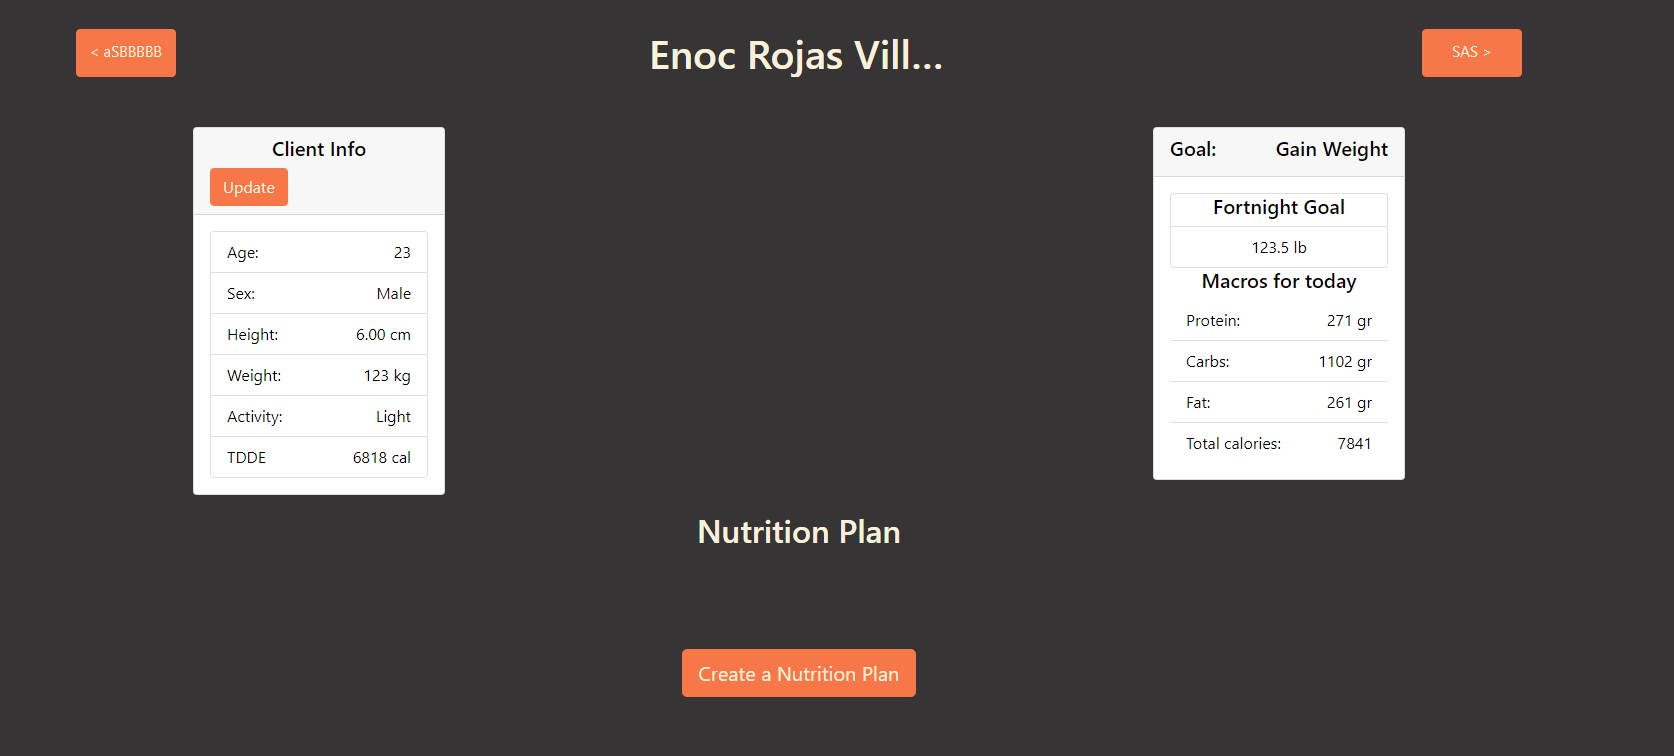 < aSBBBBB
Enoc Rojas Vill...
SAS >
Client Info
Update
Age: 23
Sex: Male
Height: 6.00 cm
Weight: 123 kg
Activity: Light
TDDE 6818 cal
Goal: Gain Weight
Fortnight Goal
123.5 lb
Macros for today
Protein: 271 gr
Carbs: 1102 gr
Fat: 261 gr
Total calories: 7841
Nutrition Plan
Create a Nutrition Plan